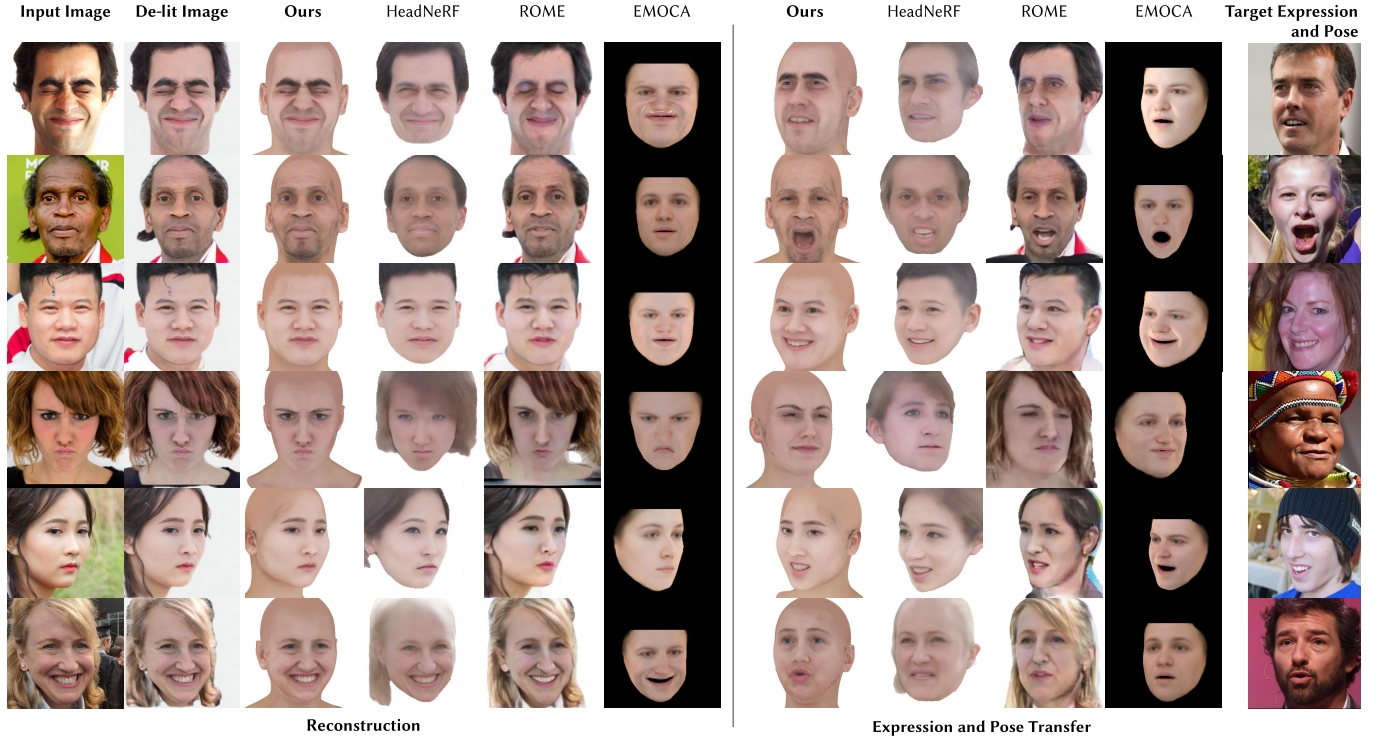 Input Image De-lit Image Ours HeadNeRF ROME EMOCA Ours HeadNeRF ROME EMOCA Target Expression
and Pose
Reconstruction Expression and Pose Transfer